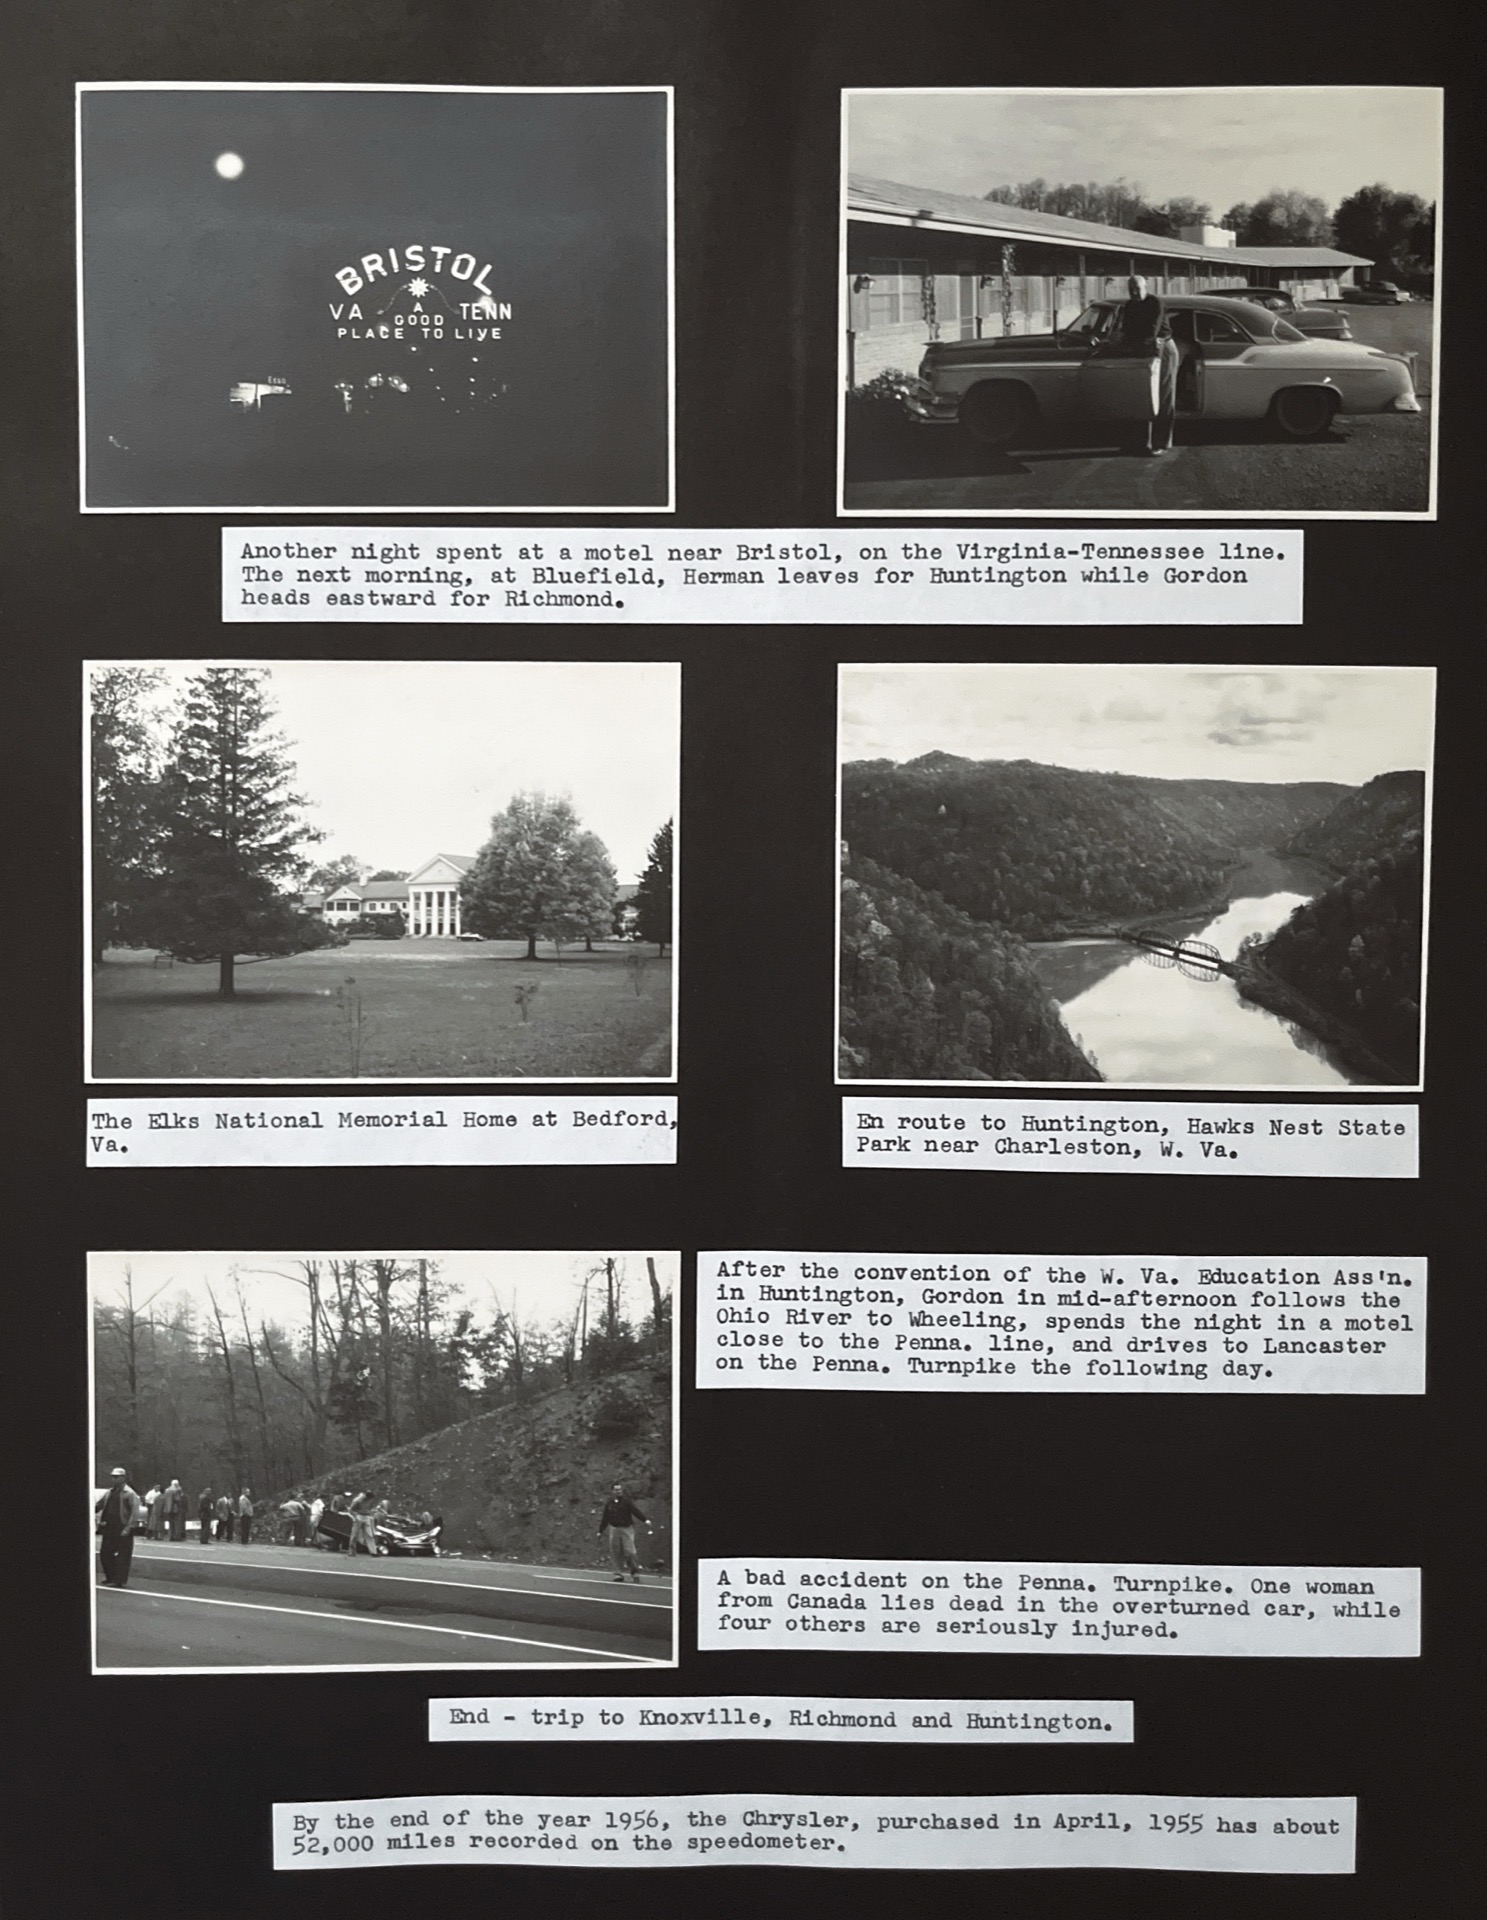 BRISTOL
VA TENN
A
GOOD
PLACE TO LIVE
Esso
Another night spent at a motel near Bristol, on the Virginia-Tennessee line.
The next morning, at Bluefield, Herman leaves for Huntington while Gordon
heads eastward for Richmond.
The Elks National Memorial Home at Bedford,
Va.
En route to Huntington, Hawks Nest State
Park near Charleston, W. Va.
After the convention of the W. Va. Education Ass'n.
in Huntington, Gordon in mid-afternoon follows the
Ohio River to Wheeling, spends the night in a motel
close to the Penna. line, and drives to Lancaster
on the Penna. Turnpike the following day.
A bad accident on the Penna. Turnpike. One woman
from Canada lies dead in the overturned car, while
four others are seriously injured.
End - trip to Knoxville, Richmond and Huntington.
By the end of the year 1956, the Chrysler, purchased in April, 1955 has about
52,000 miles recorded on the speedometer.